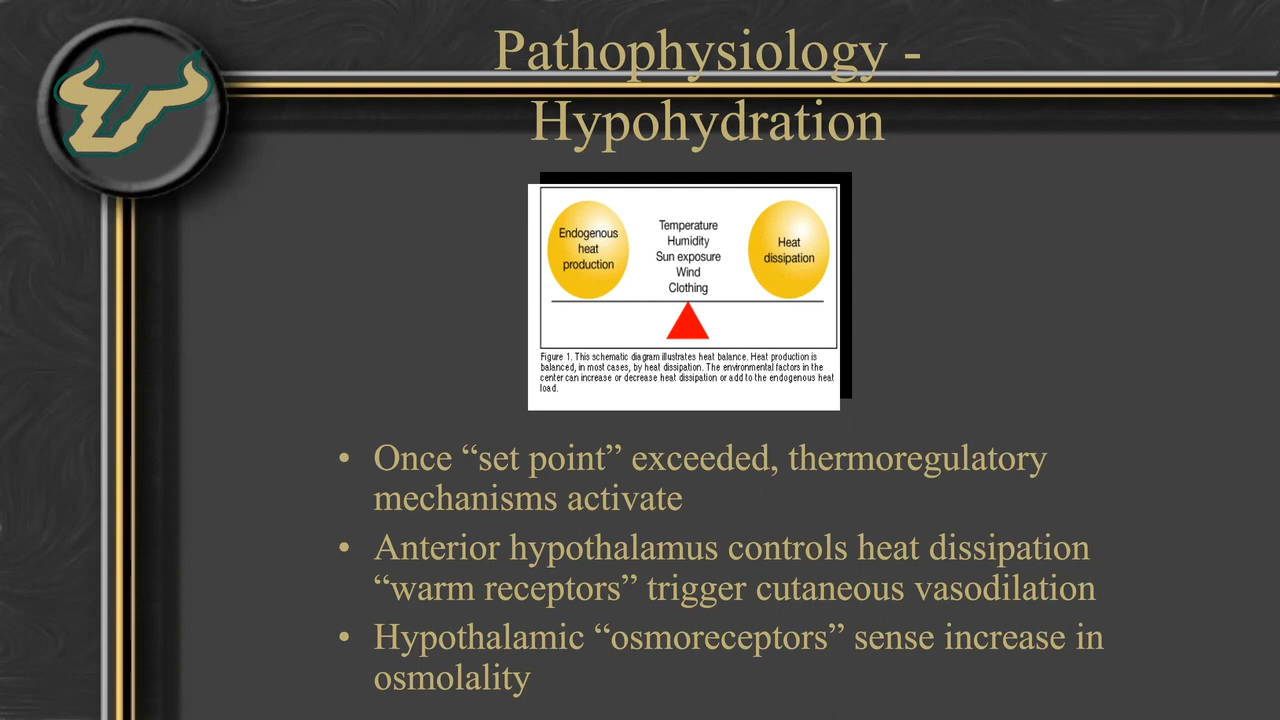 Pathophysiology -
Hypohydration
Endogenous
heat
production
Temperature
Humidity
Sun exposure
Wind
Clothing
Heat
dissipation
Figure 1. This schematic diagram illustrates heat balance. Heat production is
balanced, in most cases, by heat dissipation. The environmental factors in the
center can increase or decrease heat dissipation or add to the endogenous heat
load.
• Once “set point” exceeded, thermoregulatory
mechanisms activate
• Anterior hypothalamus controls heat dissipation
“warm receptors” trigger cutaneous vasodilation
• Hypothalamic “osmoreceptors” sense increase in
osmolality